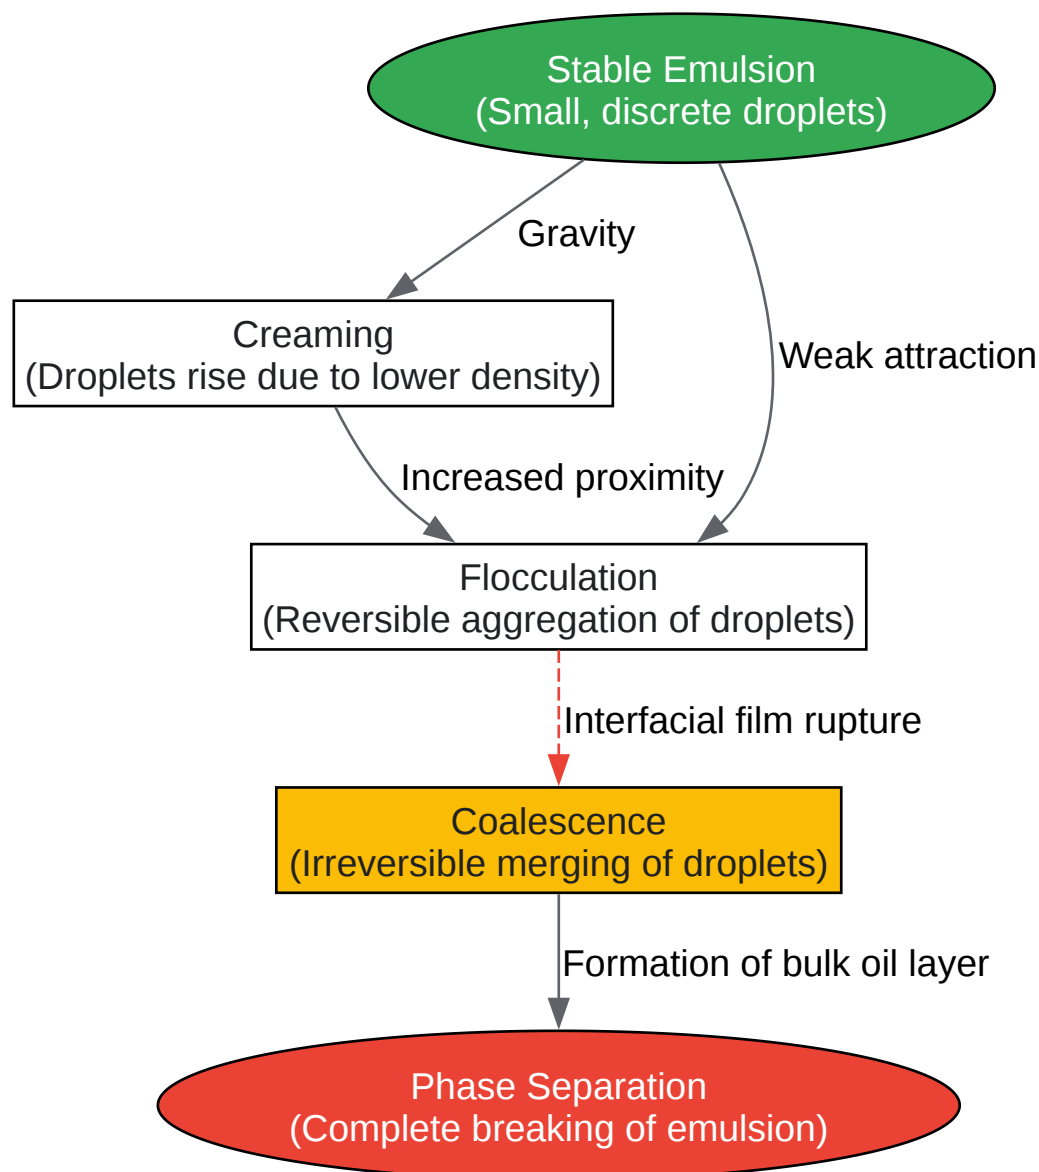 Stable Emulsion
(Small, discrete droplets)
Gravity
Creaming
(Droplets rise due to lower density)
Weak attraction
Increased proximity
Flocculation
(Reversible aggregation of droplets)
Interfacial film rupture
Coalescence
(Irreversible merging of droplets)
Formation of bulk oil layer
Phase Separation
(Complete breaking of emulsion)